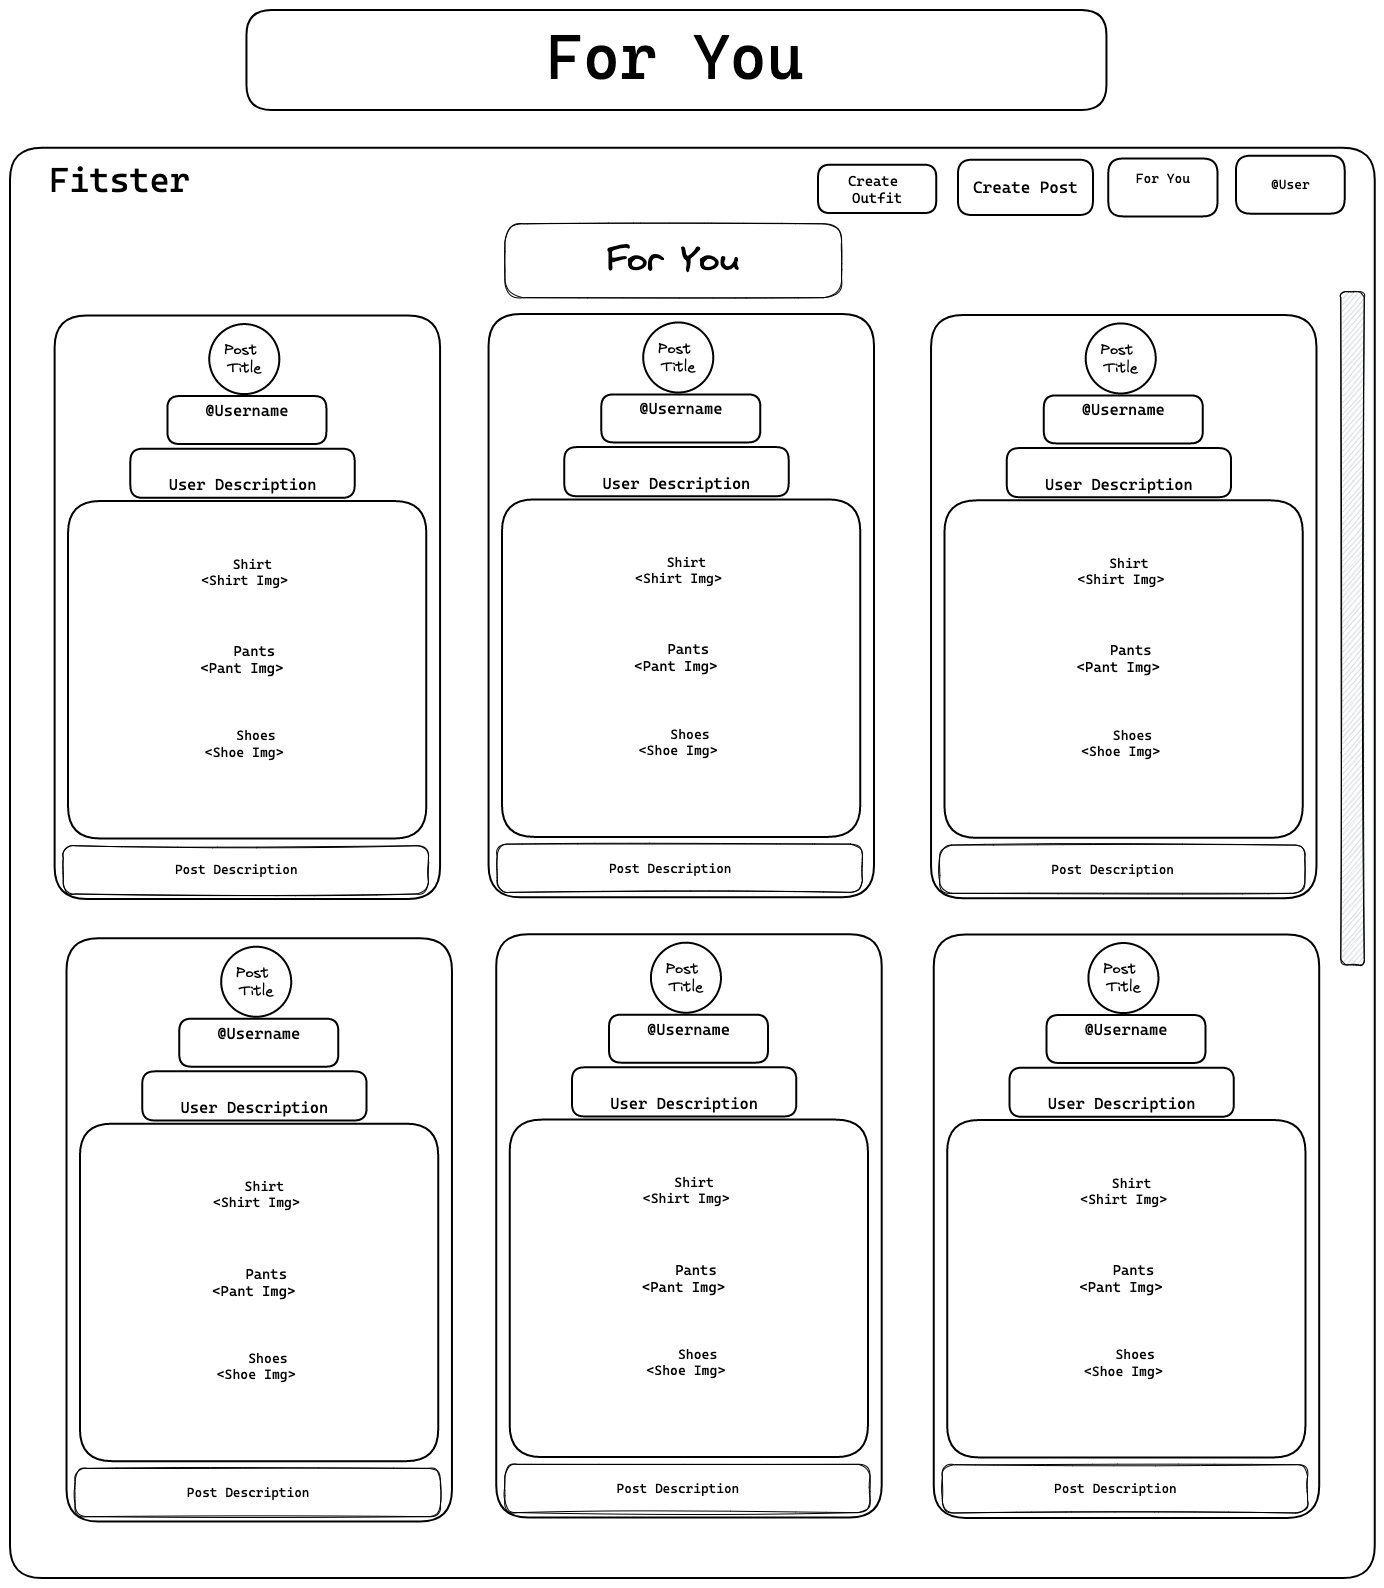 For You
Fitster
Create
Outfit
Create Post
For You
@User
For You
Post
Title
@Username
User Description
Shirt
<Shirt Img>
Pants
<Pant Img>
Shoes
<Shoe Img>
Post Description
Post
Title
@Username
User Description
Shirt
<Shirt Img>
Pants
<Pant Img>
Shoes
<Shoe Img>
Post Description
Post
Title
@Username
User Description
Shirt
<Shirt Img>
Pants
<Pant Img>
Shoes
<Shoe Img>
Post Description
Post
Title
@Username
User Description
Shirt
<Shirt Img>
Pants
<Pant Img>
Shoes
<Shoe Img>
Post Description
Post
Title
@Username
User Description
Shirt
<Shirt Img>
Pants
<Pant Img>
Shoes
<Shoe Img>
Post Description
Post
Title
@Username
User Description
Shirt
<Shirt Img>
Pants
<Pant Img>
Shoes
<Shoe Img>
Post Description